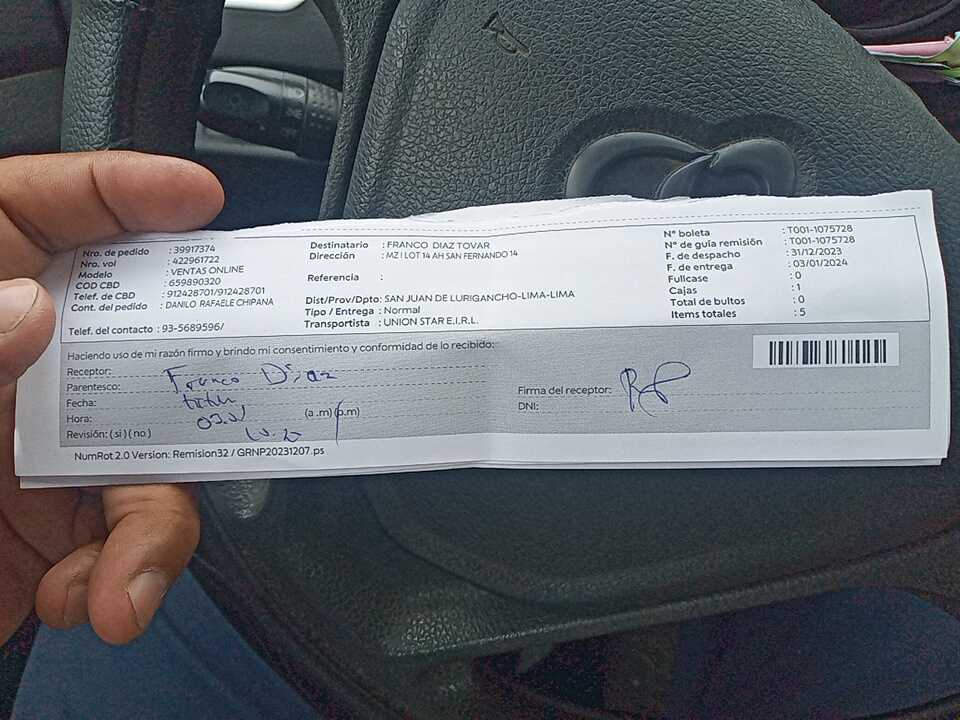 Nro. de pedido : 39917374
Nro. vol : 422961722
Modelo : VENTAS ONLINE
COD CBD : 659890320
Telef. de CBD : 912428701/912428701
Cont. del pedido : DANILO RAFAELE CHIPANA
Telef. del contacto : 93-5689596/
Destinatario : FRANCO DIAZ TOVAR
Dirección : MZ I LOT 14 AH SAN FERNANDO 14
Referencia :
Dist/Prov/Dpto: SAN JUAN DE LURIGANCHO-LIMA-LIMA
Tipo / Entrega : Normal
Transportista : UNION STAR E.I.R.L.
N° boleta : T001-1075728
N° de guía remisión : T001-1075728
F. de despacho : 31/12/2023
F. de entrega : 03/01/2024
Fullcase : 0
Cajas : 1
Total de bultos : 0
Items totales : 5
Haciendo uso de mi razón firmo y brindo mi consentimiento y conformidad de lo recibido:
Receptor: Franco Diaz
Parentesco:
Fecha: 03.01
Hora: (a.m) (p.m)
Revisión: (si) (no)
Firma del receptor:
DNI:
NumRot 2.0 Version: Remision32 / GRNP20231207.ps